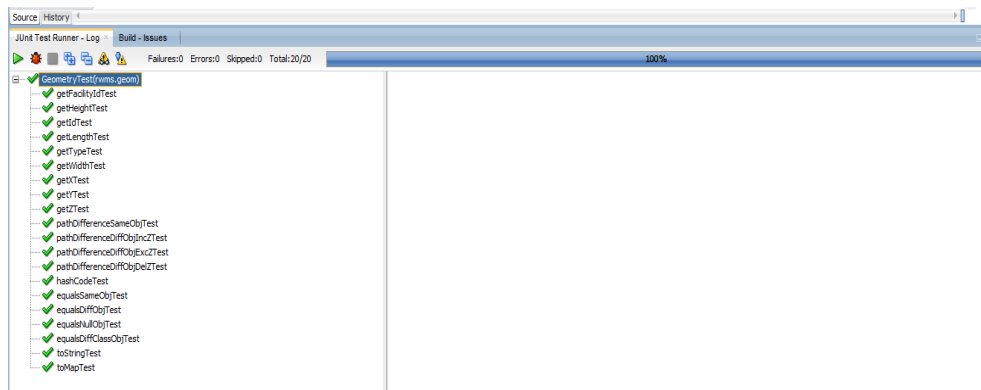 Source History
JUnit Test Runner - Log × Build - Issues
Failures:0 Errors:0 Skipped:0 Total:20/20 100%
GeometryTest(rwms.geom)
getFacilityIdTest
getHeightTest
getIdTest
getLengthTest
getTypeTest
getWidthTest
getXTest
getYTest
getZTest
pathDifferenceSameObjTest
pathDifferenceDiffObjIncZTest
pathDifferenceDiffObjExcZTest
pathDifferenceDiffObjDelZTest
hashCodeTest
equalsSameObjTest
equalsDiffObjTest
equalsNullObjTest
equalsDiffClassObjTest
toStringTest
toMapTest